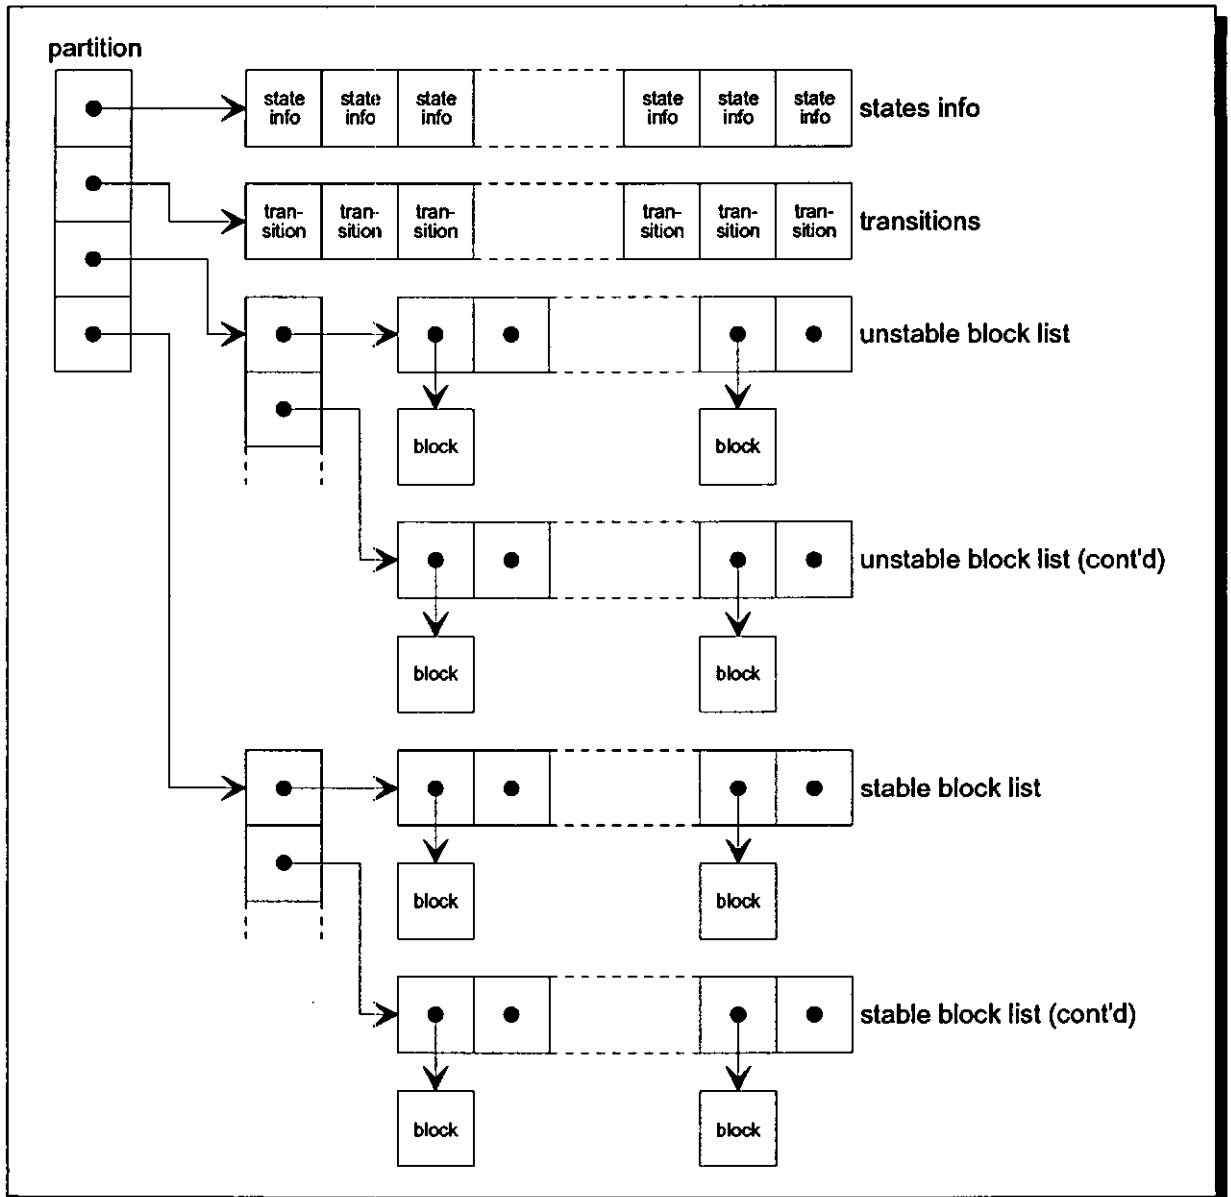 partition
state info state info state info state info state info state info states info
tran-sition tran-sition tran-sition tran-sition tran-sition tran-sition transitions
unstable block list
block block
unstable block list (cont'd)
block block
stable block list
block block
stable block list (cont'd)
block block